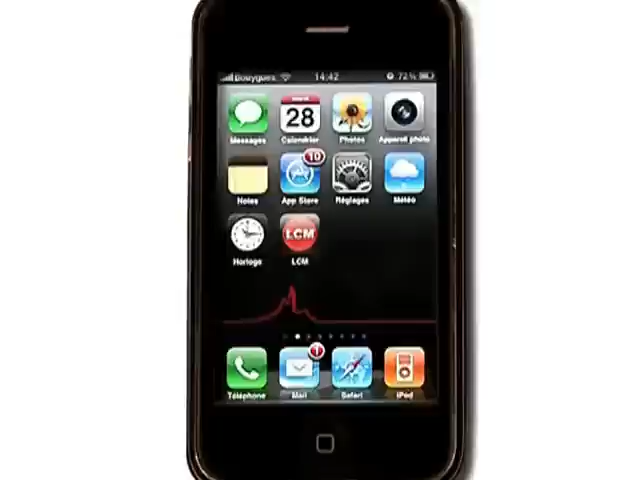 Bouygues 14:42 72%
28
Messages Calendrier Photos Appareil photo
10
Notes App Store Réglages Météo
LCM
Horloge LCM
1
Téléphone Mail Safari iPod